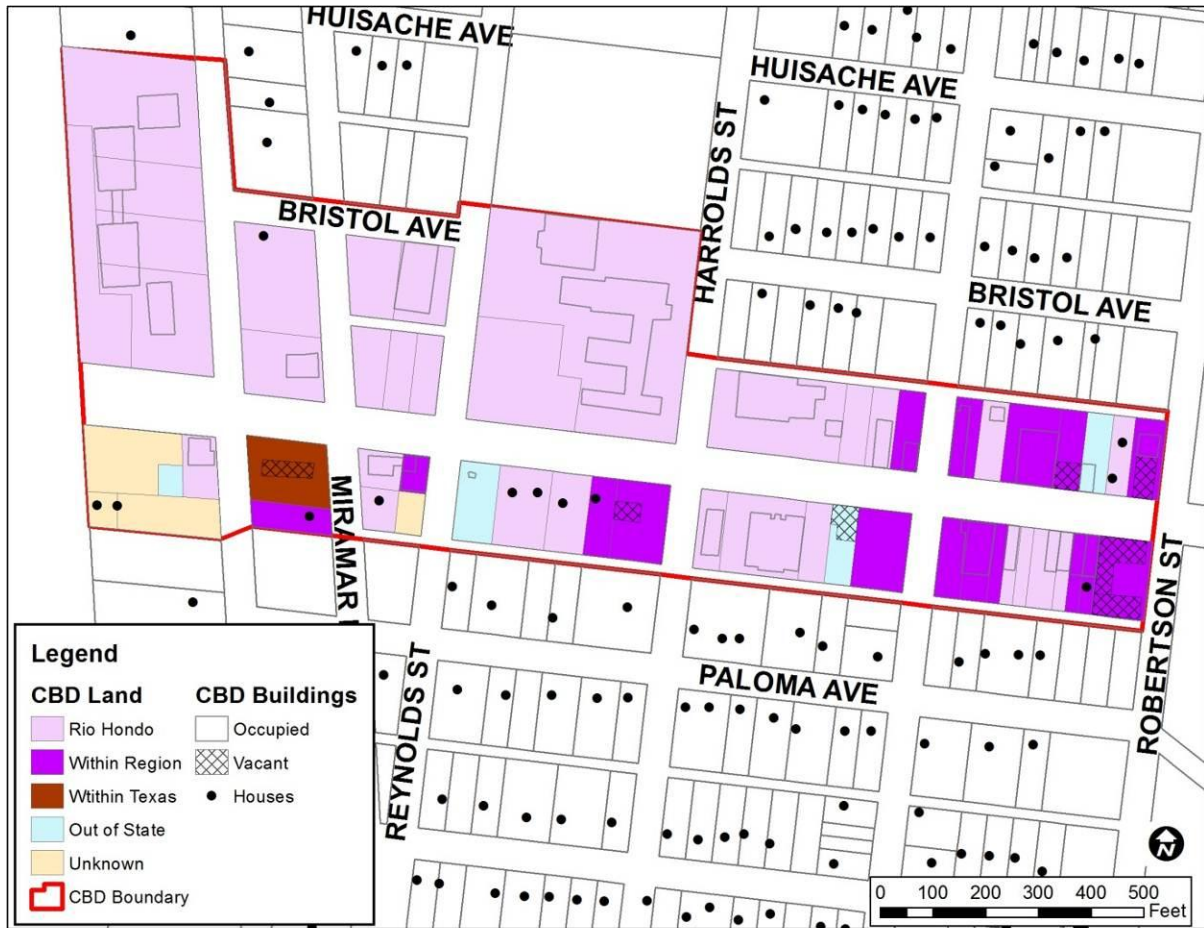 HUISACHE AVE
HUISACHE AVE
HARROLDS ST
BRISTOL AVE
BRISTOL AVE
MIRAMAR
REYNOLDS ST
PALOMA AVE
ROBERTSON ST
Legend
CBD Land
Rio Hondo
Within Region
Wtithin Texas
Out of State
Unknown
CBD Boundary
CBD Buildings
Occupied
Vacant
Houses
N
0 100 200 300 400 500
Feet